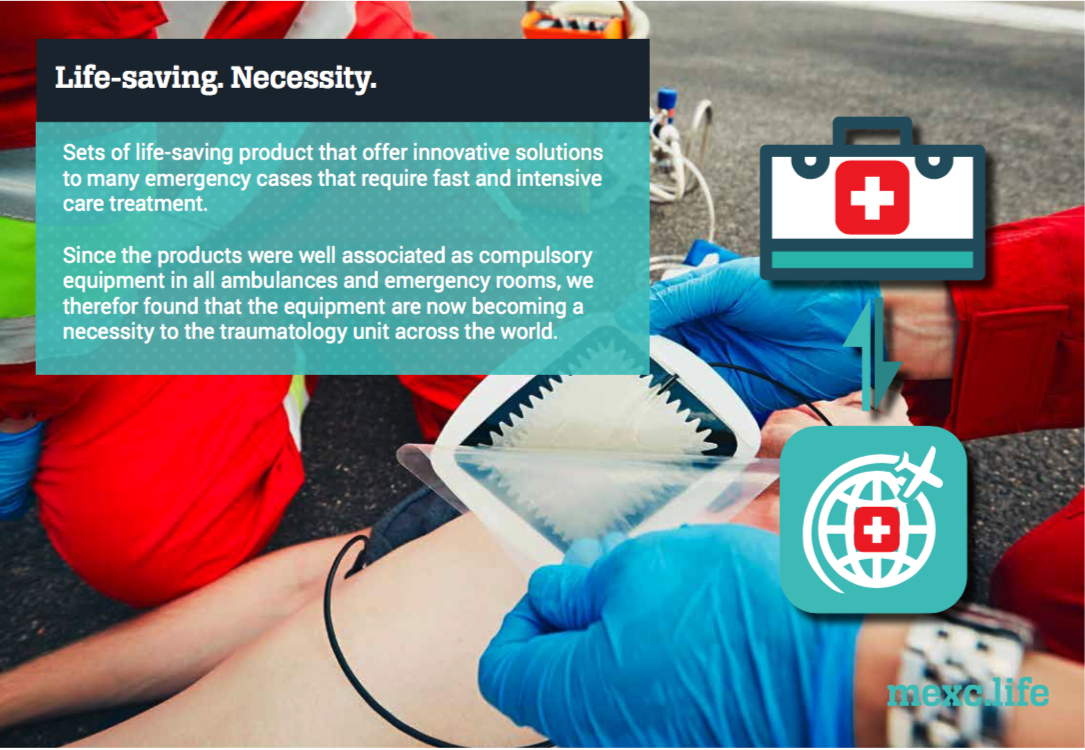 Life-saving. Necessity.
Sets of life-saving product that offer innovative solutions
to many emergency cases that require fast and intensive
care treatment.
Since the products were well associated as compulsory
equipment in all ambulances and emergency rooms, we
therefor found that the equipment are now becoming a
necessity to the traumatology unit across the world.
mexc.life